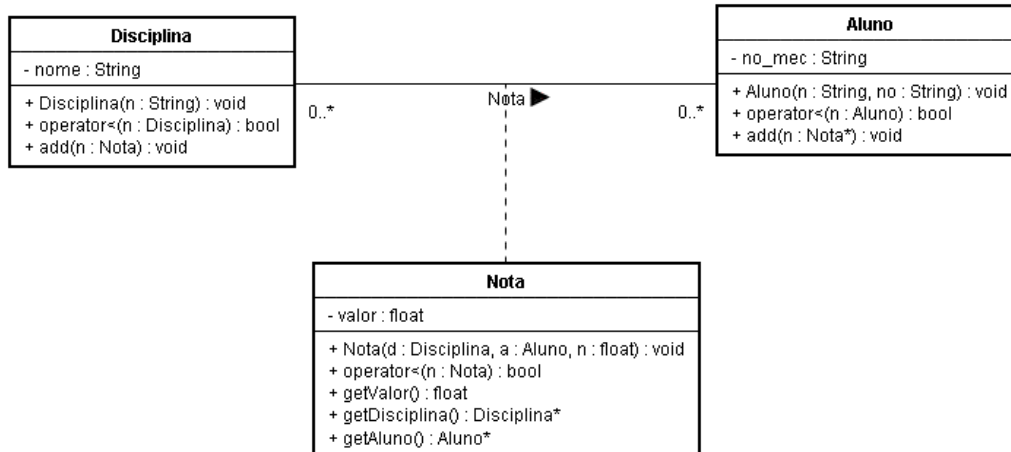 Disciplina
- nome : String
+ Disciplina(n : String) : void
+ operator<(n : Disciplina) : bool
+ add(n : Nota) : void
0..*
Nota
0..*
Aluno
- no_mec : String
+ Aluno(n : String, no : String) : void
+ operator<(n : Aluno) : bool
+ add(n : Nota*) : void
Nota
- valor : float
+ Nota(d : Disciplina, a : Aluno, n : float) : void
+ operator<(n : Nota) : bool
+ getValor() : float
+ getDisciplina() : Disciplina*
+ getAluno() : Aluno*